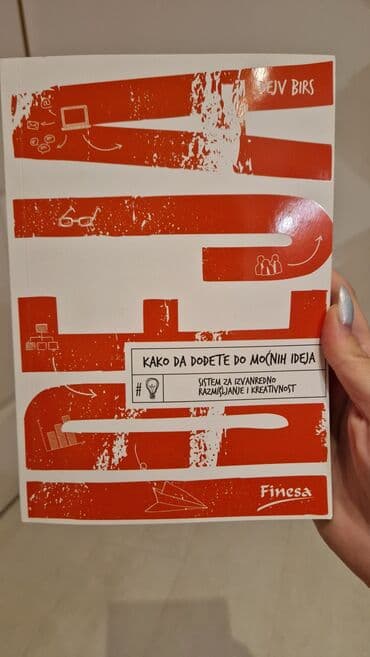 DEJV BIRS
IDEJA
KAKO DA DOĐETE DO MOĆNIH IDEJA
#
SISTEM ZA IZVANREDNO
RAZMIŠLJANJE I KREATIVNOST
Finesa